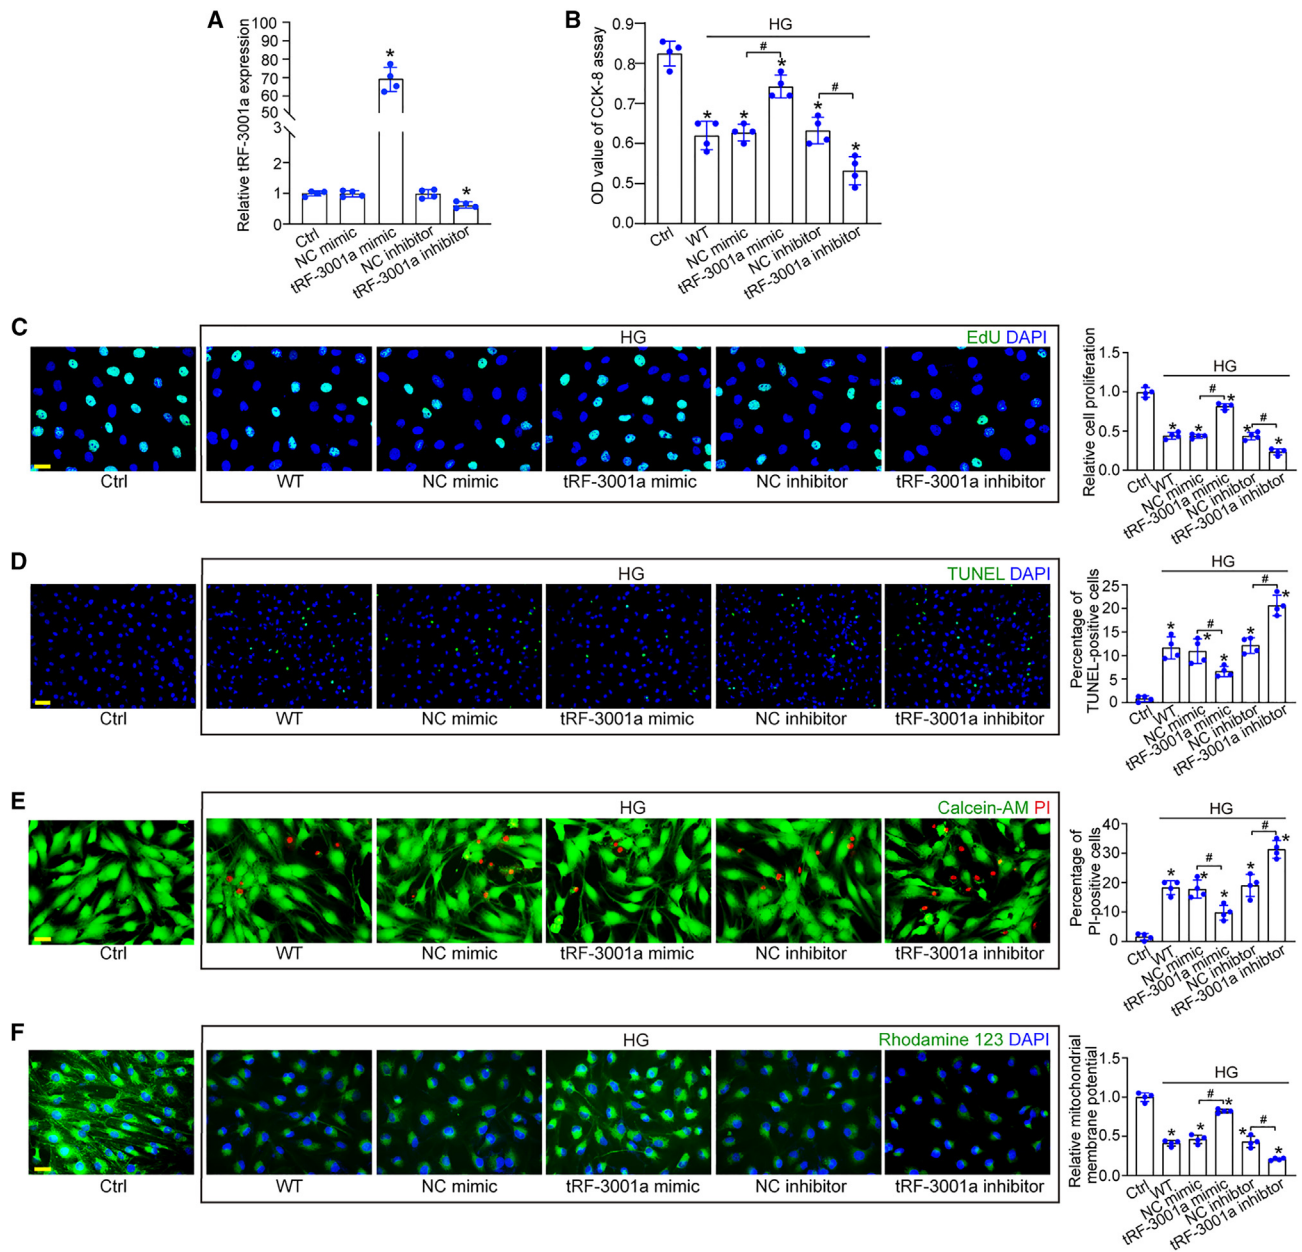 A
Relative tRF-3001a expression
100
90
80
70
60
50
3
2
1
0
*
*
Ctrl
NC mimic
tRF-3001a mimic
NC inhibitor
tRF-3001a inhibitor
B
OD value of CCK-8 assay
0.9
0.8
0.7
0.6
0.5
0.0
HG
#
#
*
*
*
*
*
Ctrl
WT
NC mimic
tRF-3001a mimic
NC inhibitor
tRF-3001a inhibitor
C
HG
EdU DAPI
Ctrl
WT
NC mimic
tRF-3001a mimic
NC inhibitor
tRF-3001a inhibitor
Relative cell proliferation
1.5
1.0
0.5
0.0
HG
#
#
*
*
*
*
*
Ctrl
WT
NC mimic
tRF-3001a mimic
NC inhibtor
tRF-3001a inhibitor
D
HG
TUNEL DAPI
Ctrl
WT
NC mimic
tRF-3001a mimic
NC inhibitor
tRF-3001a inhibitor
Percentage of
TUNEL-positive cells
25
20
15
10
5
0
HG
#
#
*
*
*
*
*
Ctrl
WT
NC mimic
tRF-3001a mimic
NC inhibtor
tRF-3001a inhibitor
E
HG
Calcein-AM PI
Ctrl
WT
NC mimic
tRF-3001a mimic
NC inhibitor
tRF-3001a inhibitor
Percentage of
PI-positive cells
40
30
20
10
0
HG
#
#
*
*
*
*
*
Ctrl
WT
NC mimic
tRF-3001a mimic
NC inhibtor
tRF-3001a inhibitor
F
HG
Rhodamine 123 DAPI
Ctrl
WT
NC mimic
tRF-3001a mimic
NC inhibitor
tRF-3001a inhibitor
Relative mitochondrial
membrane potential
1.5
1.0
0.5
0.0
HG
#
#
*
*
*
*
*
Ctrl
WT
NC mimic
tRF-3001a mimic
NC inhibtor
tRF-3001a inhibitor